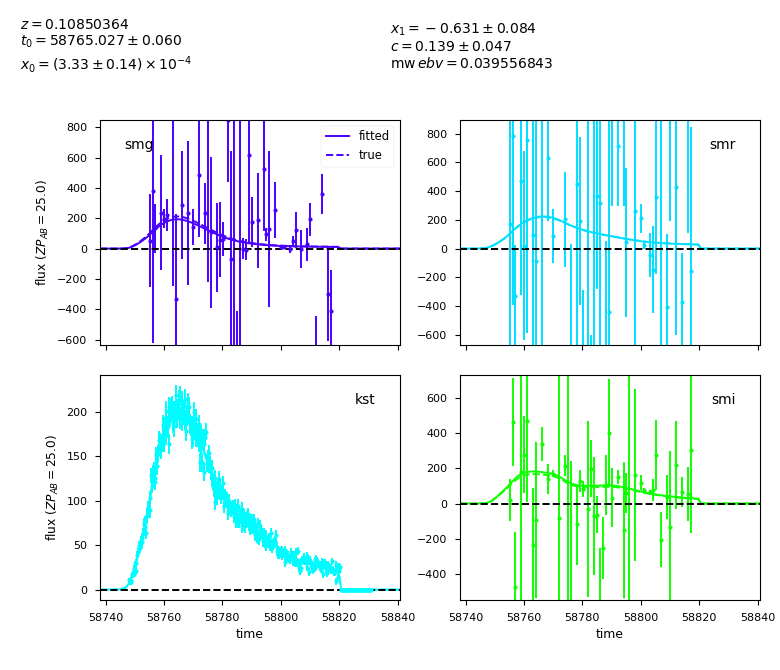 z = 0.10850364
t₀ = 58765.027 ± 0.060
x₀ = (3.33 ± 0.14) × 10⁻⁴
x₁ = −0.631 ± 0.084
c = 0.139 ± 0.047
mw ebv = 0.039556843
smg
fitted
true
800
600
400
200
0
−200
−400
−600
flux (ZP_AB = 25.0)
smr
800
600
400
200
0
−200
−400
−600
kst
200
150
100
50
0
flux (ZP_AB = 25.0)
58740 58760 58780 58800 58820 58840
time
smi
600
400
200
0
−200
−400
58740 58760 58780 58800 58820 58840
time